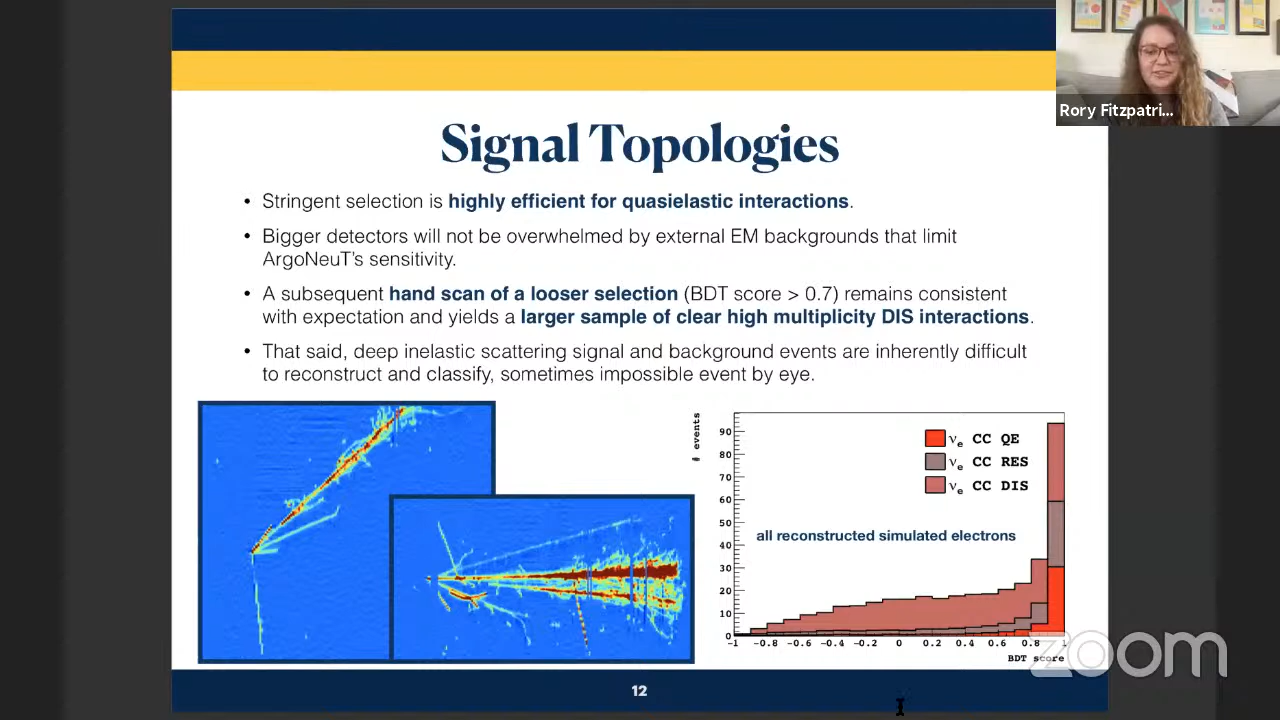 Rory Fitzpatri...
Signal Topologies
• Stringent selection is highly efficient for quasielastic interactions.
• Bigger detectors will not be overwhelmed by external EM backgrounds that limit
ArgoNeuT's sensitivity.
• A subsequent hand scan of a looser selection (BDT score > 0.7) remains consistent
with expectation and yields a larger sample of clear high multiplicity DIS interactions.
• That said, deep inelastic scattering signal and background events are inherently difficult
to reconstruct and classify, sometimes impossible event by eye.
# events
90
80
70
60
50
40
30
20
10
0
νe CC QE
νe CC RES
νe CC DIS
all reconstructed simulated electrons
-1 -0.8 -0.6 -0.4 -0.2 0 0.2 0.4 0.6 0.8 1
BDT score
zoom
12